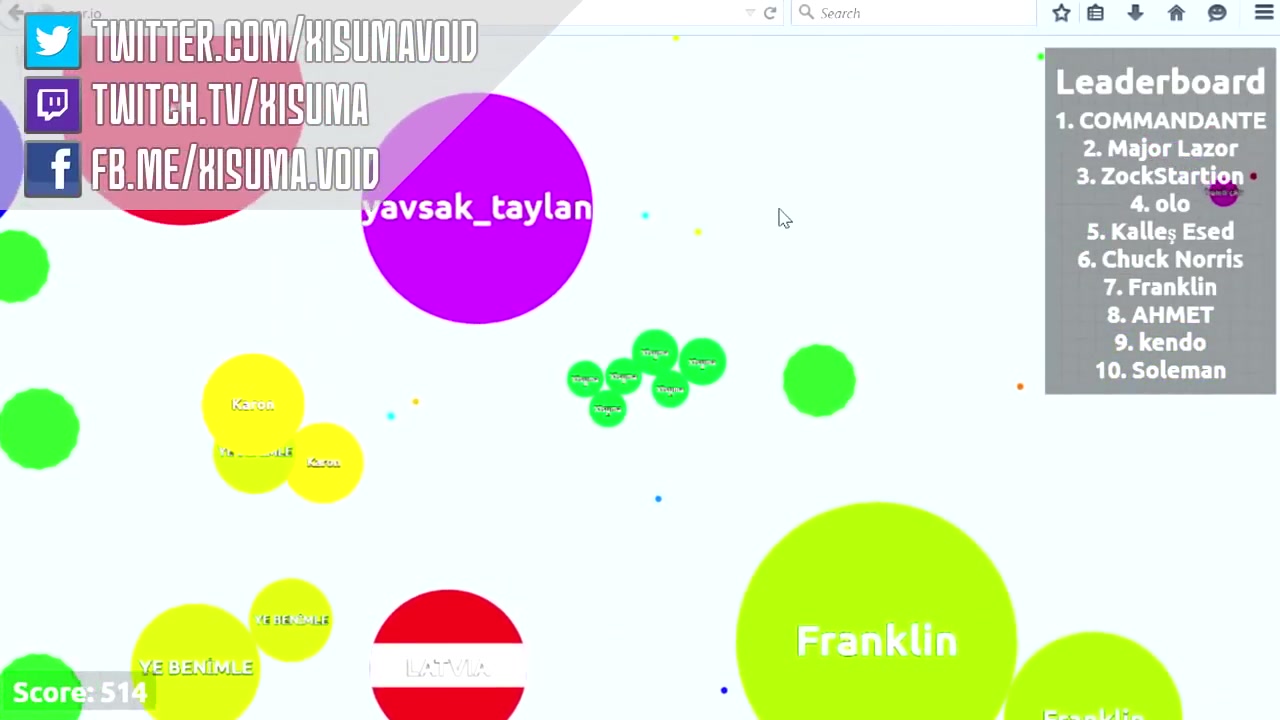 TWITTER.COM/XISUMAVOID
TWITCH.TV/XISUMA
FB.ME/XISUMA.VOID
Search
Leaderboard
1. COMMANDANTE
2. Major Lazor
3. ZockStartion
4. olo
5. Kalleş Esed
6. Chuck Norris
7. Franklin
8. AHMET
9. kendo
10. Soleman
yavsak_taylan
Karon
YE BENİMLE
Karon
YE BENİMLE
YE BENİMLE
LATVIA
Franklin
Franklin
Score: 514